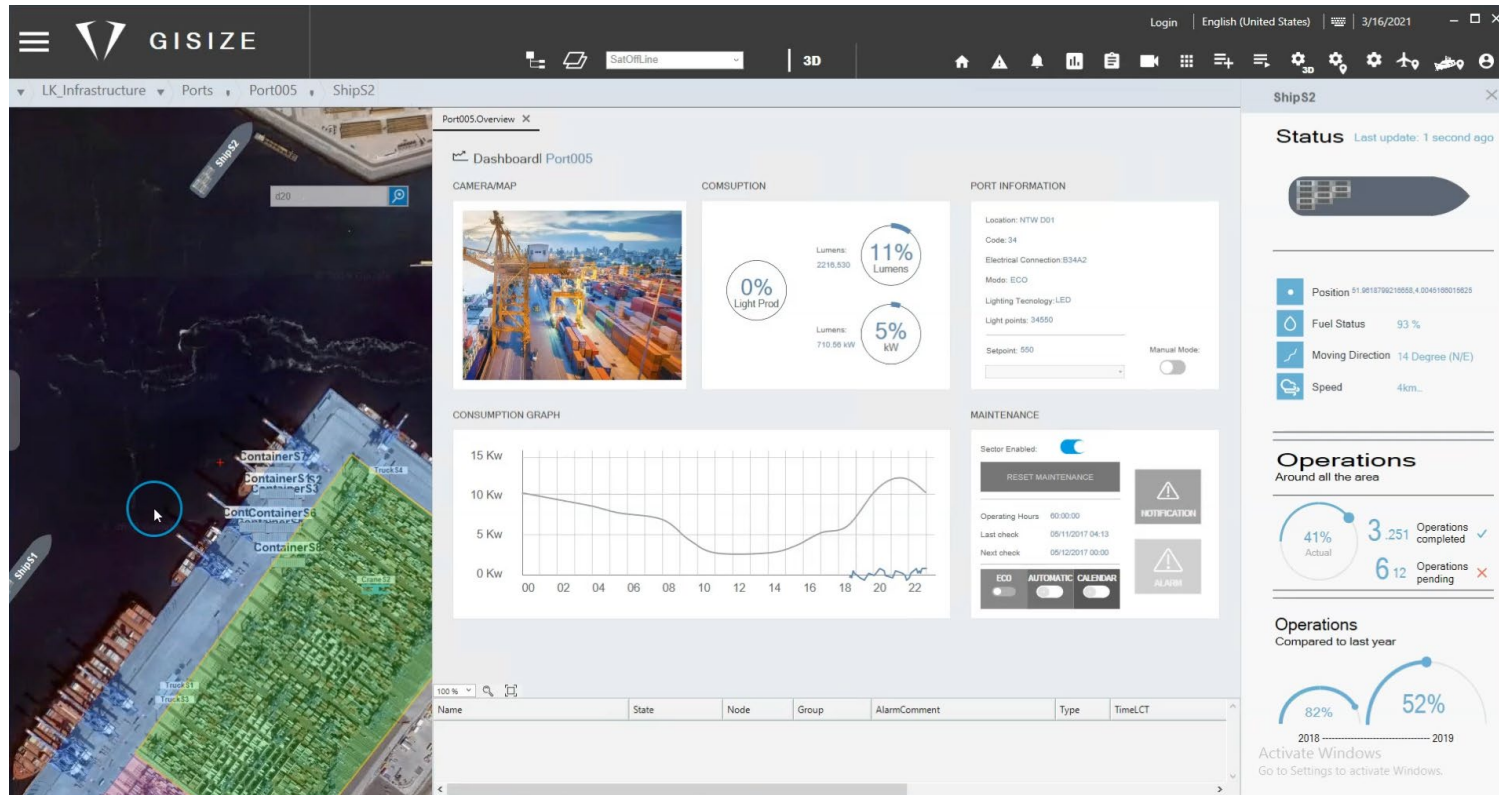 Login English (United States) 3/16/2021
GISIZE
SatOffLine
3D
3D
LK_Infrastructure Ports Port005 ShipS2
ShipS2
d20
ContainerS7
TruckS4
ContainerS3
ContainerS6
CraneS2
TruckS1
TruckS3
ShipS1
Port005.Overview
Dashboardl Port005
CAMERA/MAP
COMSUPTION
0%
Light Prod
Lumens:
2216,530
11%
Lumens
Lumens:
710.56 kW
5%
kW
PORT INFORMATION
Location: NTW D01
Code: 34
Electrical Connection:B34A2
Modo: ECO
Lighting Tecnology: LED
Light points: 34550
Setpoint: 550
Manual Mode:
CONSUMPTION GRAPH
15 Kw
10 Kw
5 Kw
0 Kw
00 02 04 06 08 10 12 14 16 18 20 22
MAINTENANCE
Sector Enabled:
RESET MAINTENANCE
Operating Hours 60:00:00
Last check 05/11/2017 04:13
Next check 05/12/2017 00:00
ECO AUTOMATIC CALENDAR
NOTIFICATION
ALARM
100 %
Name State Node Group AlarmComment Type TimeLCT
ShipS2
Status Last update: 1 second ago
Position
Fuel Status 93 %
Moving Direction 14 Degree (N/E)
Speed 4km...
Operations
Around all the area
41%
Actual
3.251 Operations completed
6 12 Operations pending
Operations
Compared to last year
82%
52%
2018 2019
Activate Windows
Go to Settings to activate Windows.